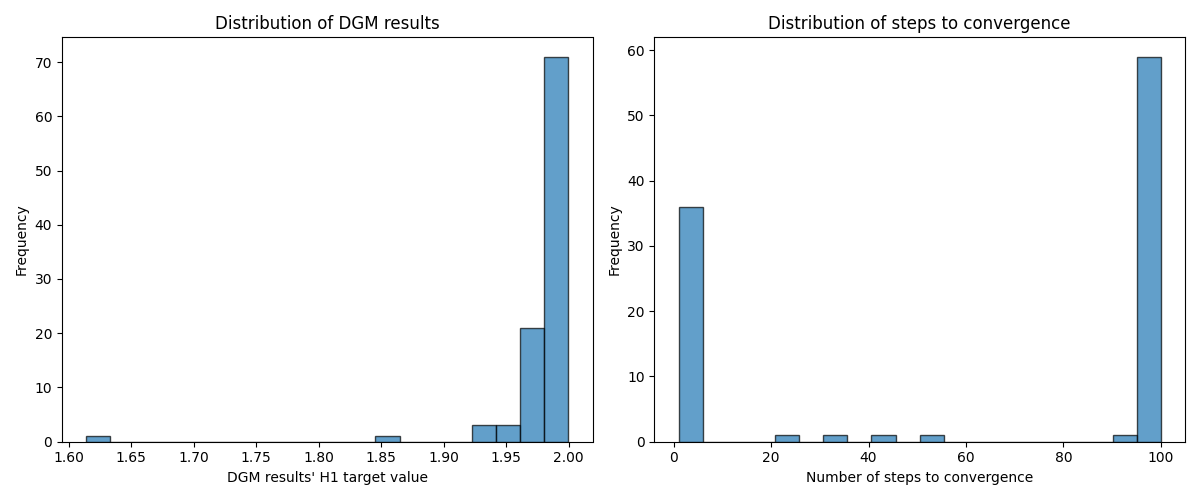 Distribution of DGM results
Frequency
70
60
50
40
30
20
10
0
1.60 1.65 1.70 1.75 1.80 1.85 1.90 1.95 2.00
DGM results' H1 target value
Distribution of steps to convergence
Frequency
60
50
40
30
20
10
0
0 20 40 60 80 100
Number of steps to convergence